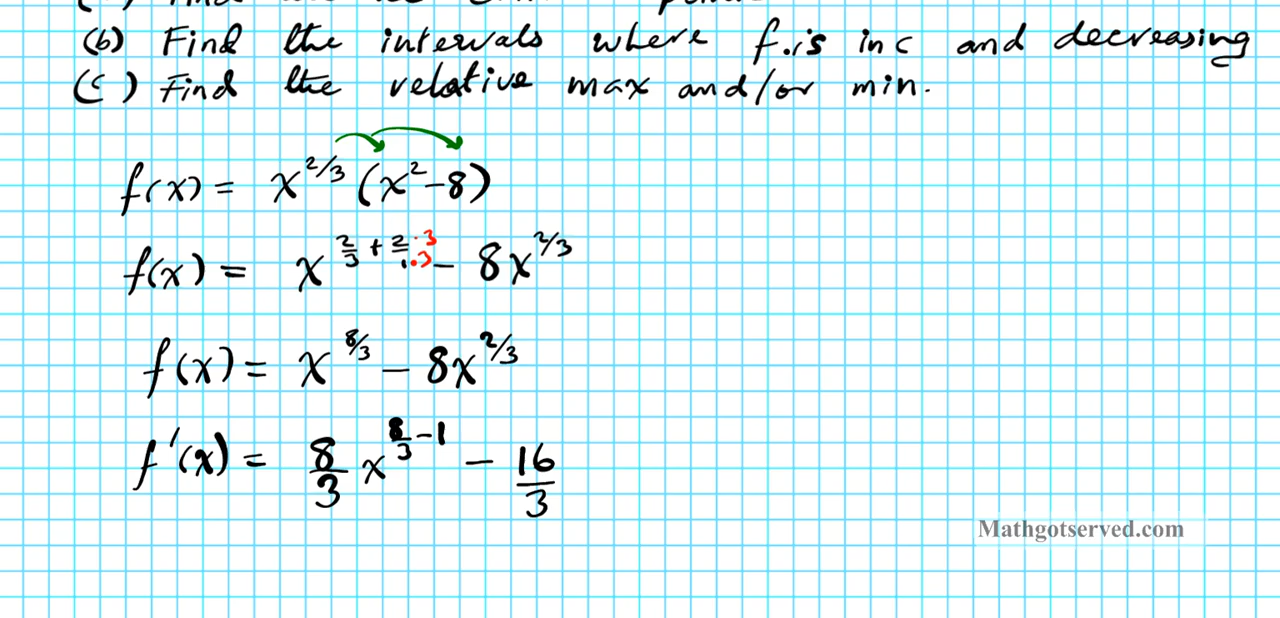 (b) Find the intervals where f is inc and decreasing
(c) Find the relative max and/or min.
f(x) = x^{2/3} (x^2 - 8)
f(x) = x^{2/3 + 2·3/1·3} - 8x^{2/3}
f(x) = x^{8/3} - 8x^{2/3}
f'(x) = 8/3 x^{8/3 - 1} - 16/3
Mathgotserved.com